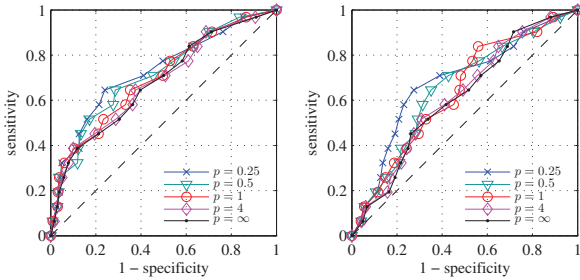 1
0.8
0.6
0.4
0.2
0
0 0.2 0.4 0.6 0.8 1
sensitivity
1 − specificity
p = 0.25
p = 0.5
p = 1
p = 4
p = ∞
1
0.8
0.6
0.4
0.2
0
0 0.2 0.4 0.6 0.8 1
sensitivity
1 − specificity
p = 0.25
p = 0.5
p = 1
p = 4
p = ∞